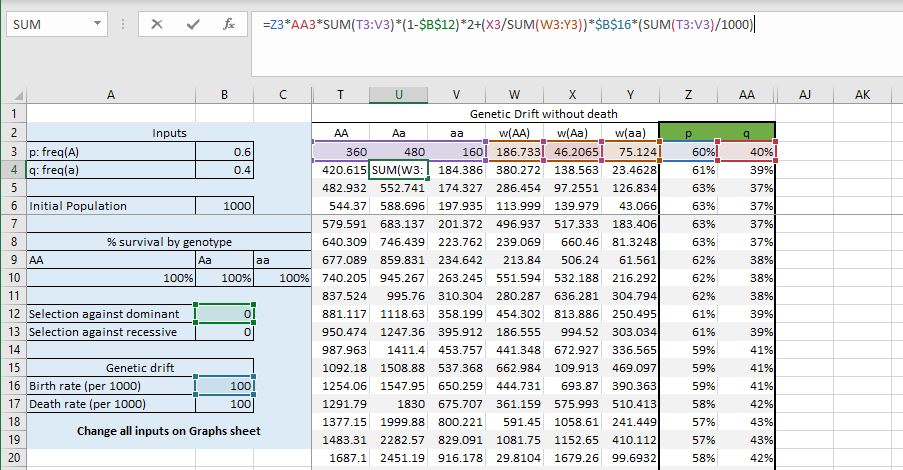 SUM fx =Z3*AA3*SUM(T3:V3)*(1-$B$12)*2+(X3/SUM(W3:Y3))*$B$16*(SUM(T3:V3)/1000)
A B C T U V W X Y Z AA AJ AK
1 Genetic Drift without death
2 Inputs AA Aa aa w(AA) w(Aa) w(aa) p q
3 p: freq(A) 0.6 360 480 160 186.733 46.2065 75.124 60% 40%
4 q: freq(a) 0.4 420.615 SUM(W3: 184.386 380.272 138.563 23.4628 61% 39%
5 482.932 552.741 174.327 286.454 97.2551 126.834 63% 37%
6 Initial Population 1000 544.37 588.696 197.935 113.999 139.979 43.066 63% 37%
7 579.591 683.137 201.372 496.937 517.333 183.406 63% 37%
8 % survival by genotype 640.309 746.439 223.762 239.069 660.46 81.3248 63% 37%
9 AA Aa aa 677.089 859.831 234.642 213.84 506.24 61.561 62% 38%
10 100% 100% 100% 740.205 945.267 263.245 551.594 532.188 216.292 62% 38%
11 837.524 995.76 310.304 280.287 636.281 304.794 62% 38%
12 Selection against dominant 0 881.117 1118.63 358.199 454.302 813.886 250.495 61% 39%
13 Selection against recessive 0 950.474 1247.36 395.912 186.555 994.52 303.034 61% 39%
14 987.963 1411.4 453.757 441.348 672.927 336.565 59% 41%
15 Genetic drift 1092.18 1508.88 537.368 662.984 109.913 469.097 59% 41%
16 Birth rate (per 1000) 100 1254.06 1547.95 650.259 444.731 693.87 390.363 59% 41%
17 Death rate (per 1000) 100 1291.79 1830 675.707 361.159 575.993 510.413 58% 42%
18 Change all inputs on Graphs sheet 1377.15 1999.88 800.221 591.45 1058.61 241.449 57% 43%
19 1483.31 2282.57 829.091 1081.75 1152.65 410.112 57% 43%
20 1687.1 2451.19 916.178 29.8104 1679.26 99.6932 58% 42%